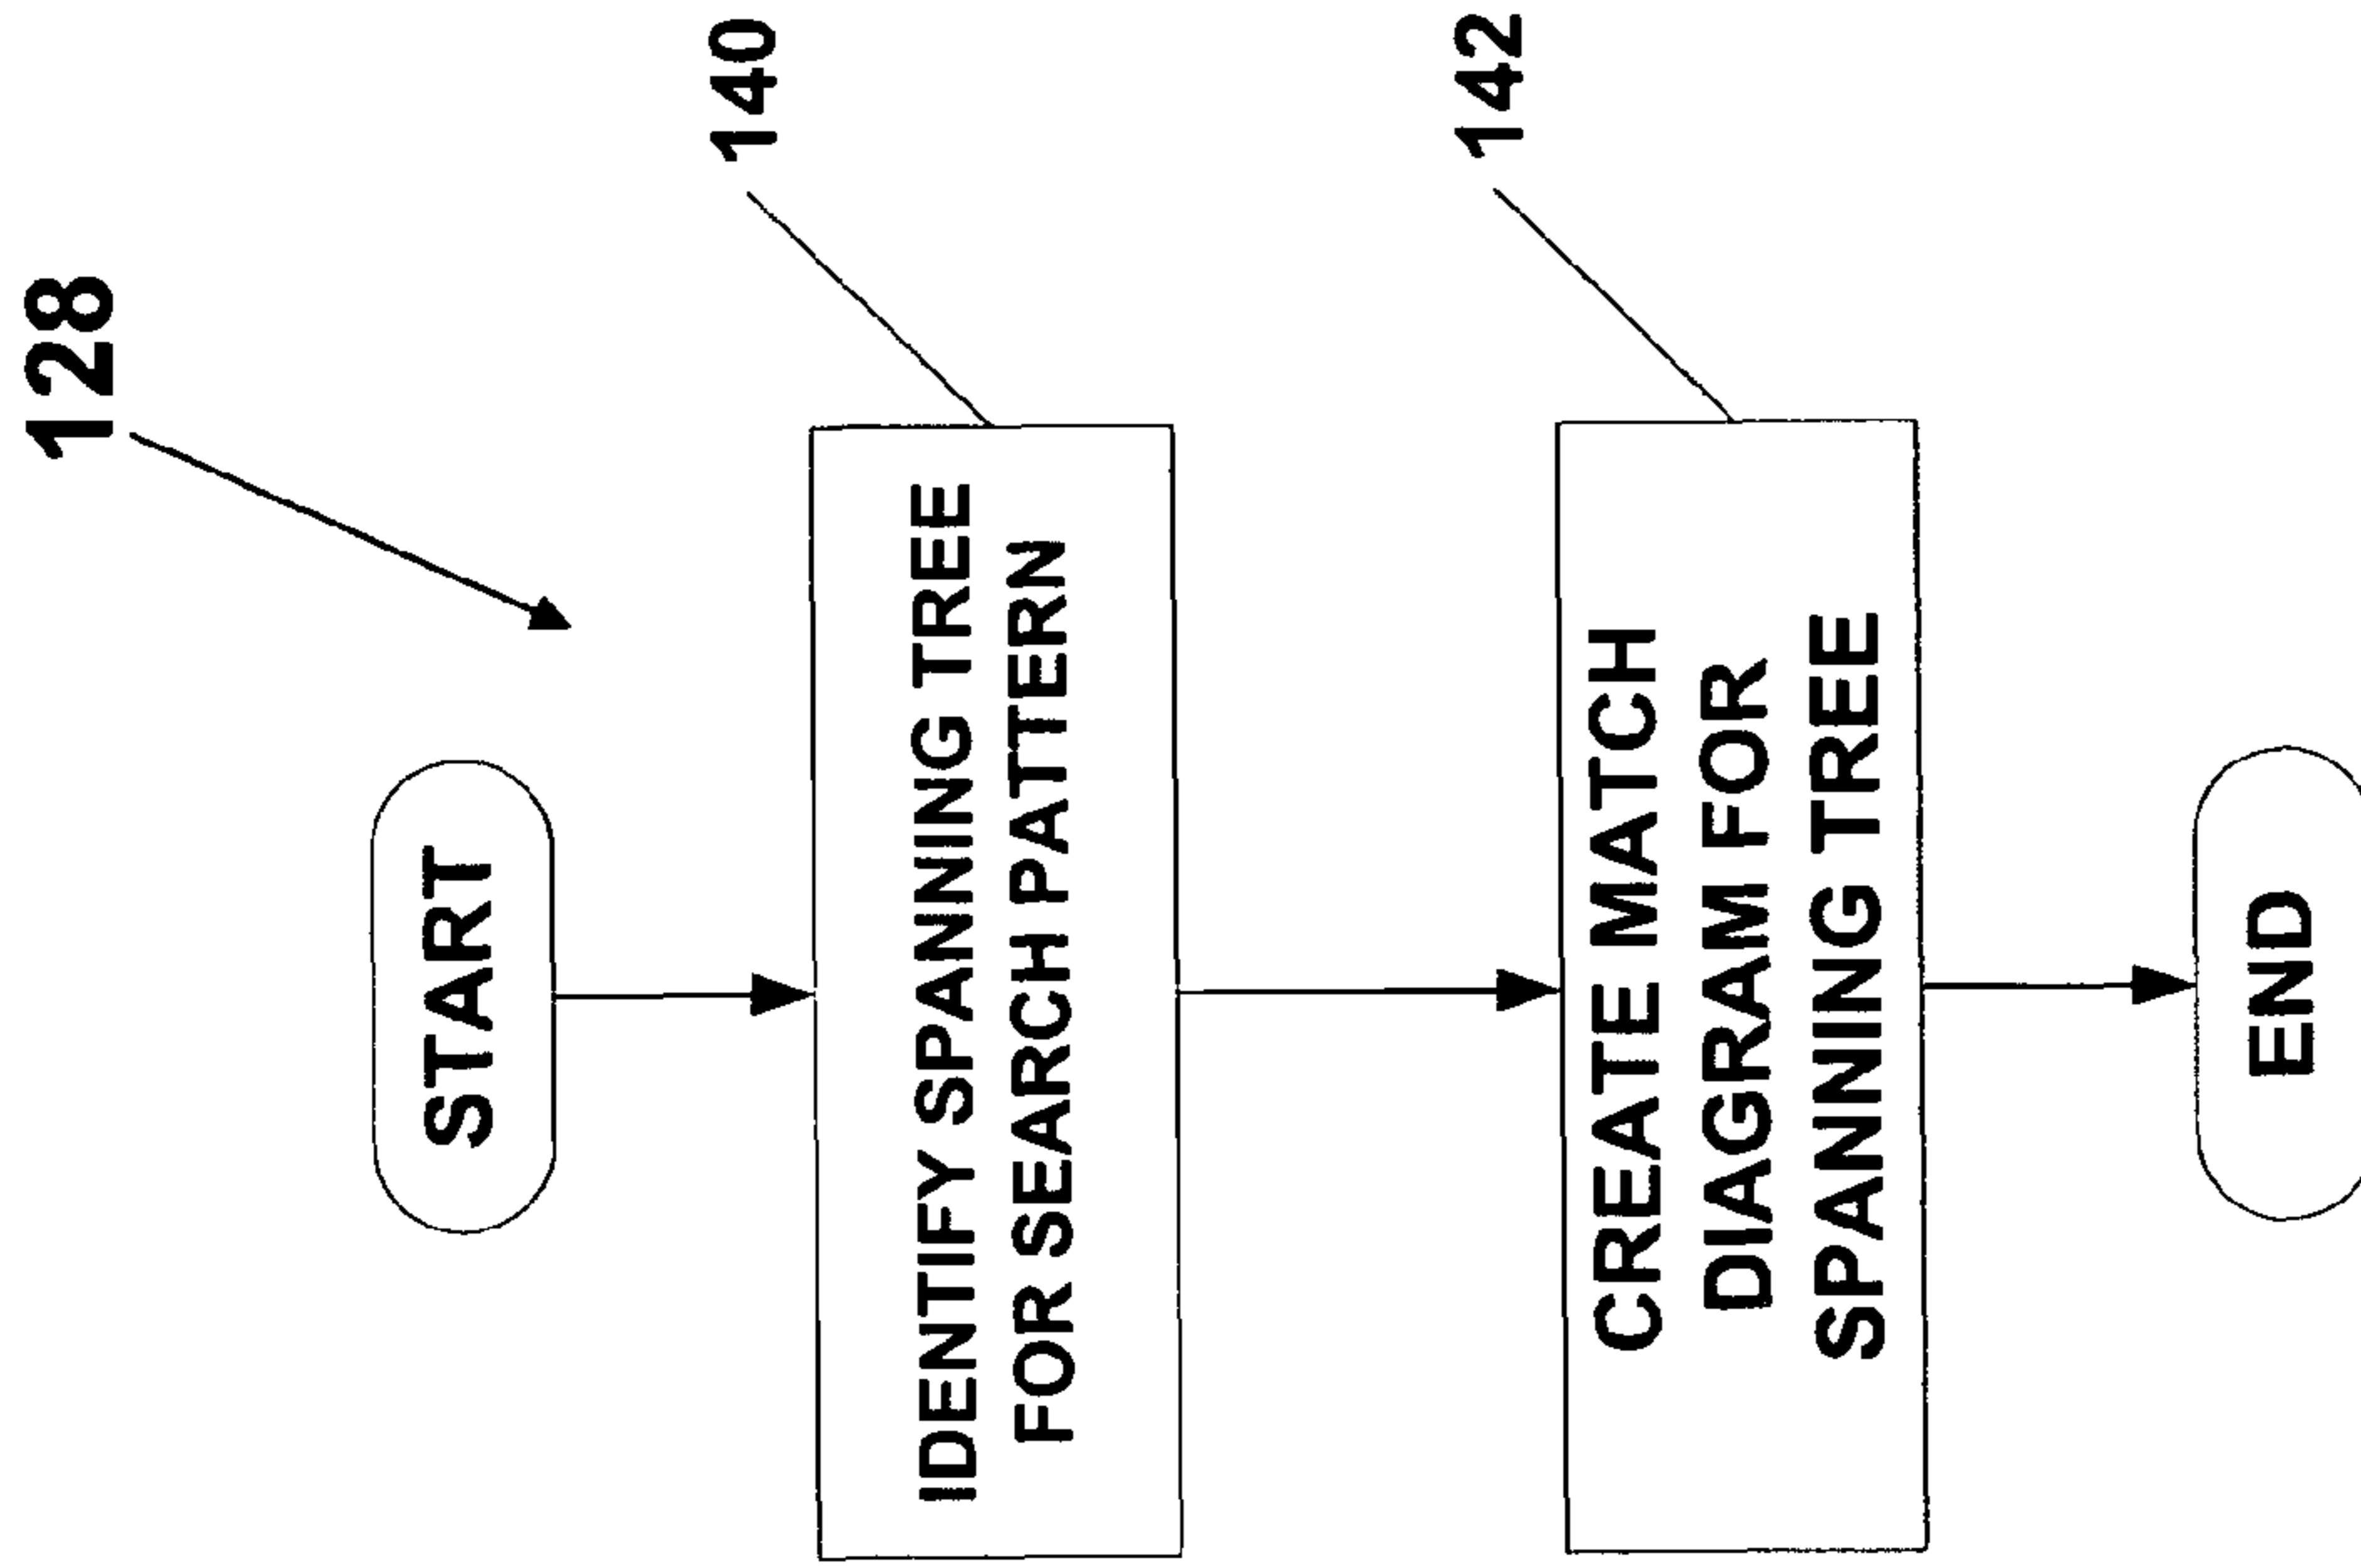 128
START
140
IDENTIFY SPANNING TREE
FOR SEARCH PATTERN
142
CREATE MATCH
DIAGRAM FOR
SPANNING TREE
END